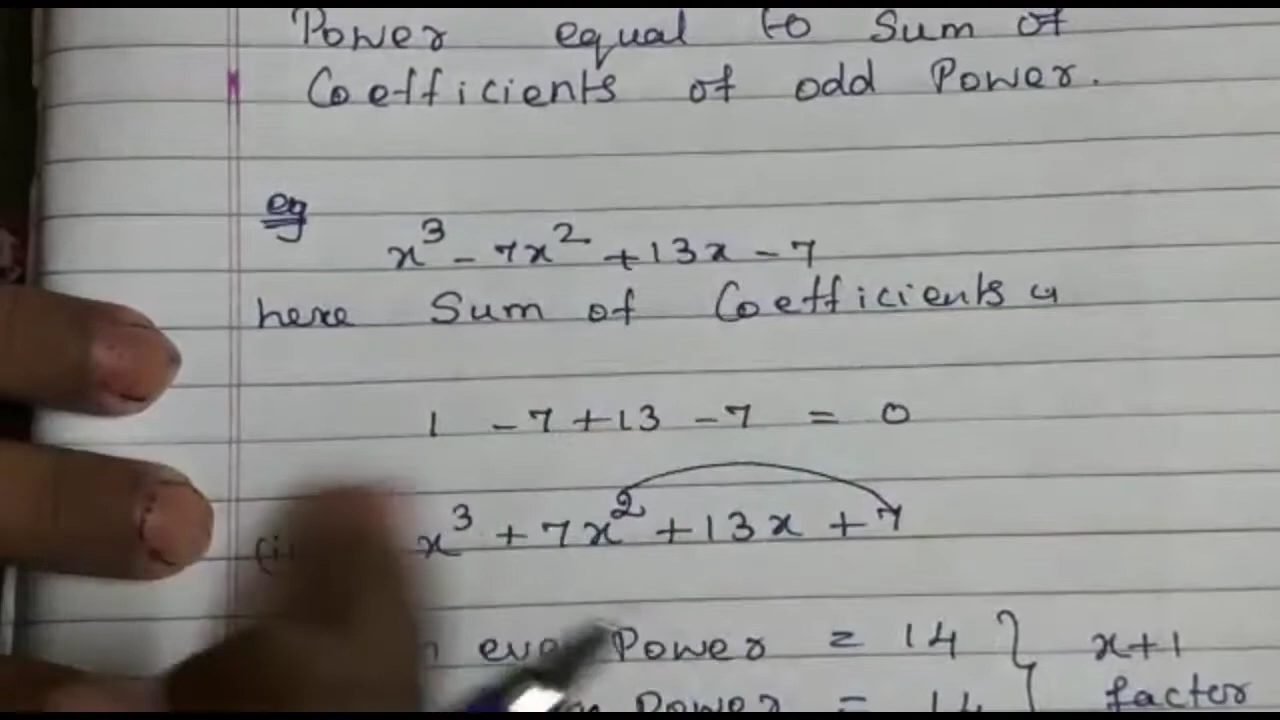 Power equal to Sum of
Coefficients of odd Power.
eg
x³ - 7x² + 13x - 7
here Sum of Coefficients
1 - 7 + 13 - 7 = 0
x³ + 7x² + 13x + 7
Power = 14 } x+1
Power = 14 factor